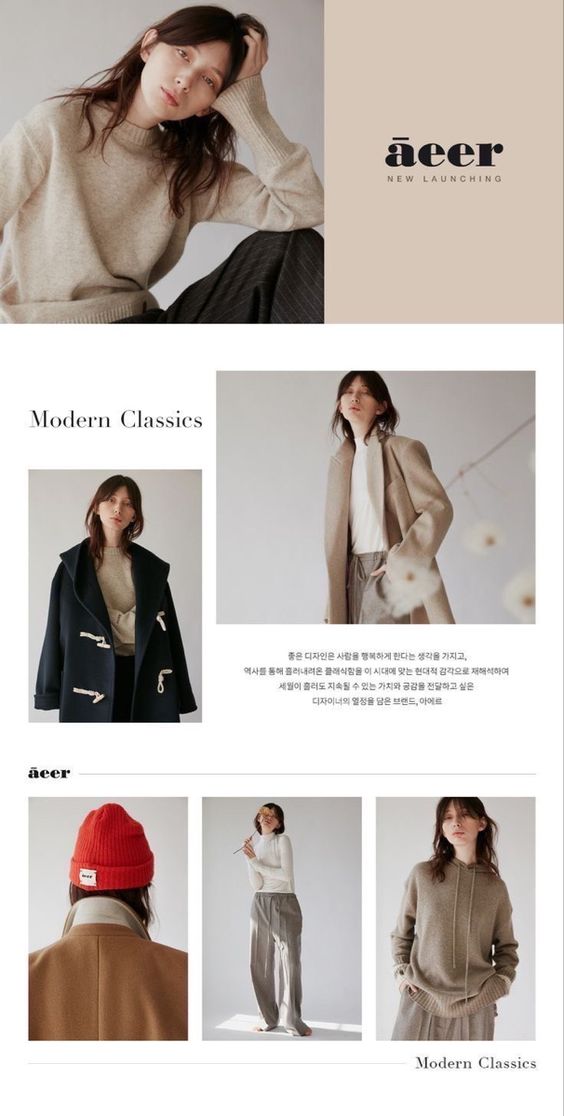 āeer
NEW LAUNCHING
Modern Classics
좋은 디자인은 사람을 행복하게 한다는 생각을 가지고,
역사를 통해 흘러내려온 클래식함을 이 시대에 맞는 현대적 감각으로 재해석하여
세월이 흘러도 지속될 수 있는 가치와 공감을 전달하고 싶은
디자이너의 열정을 담은 브랜드, 아에르
āeer
āeer
Modern Classics